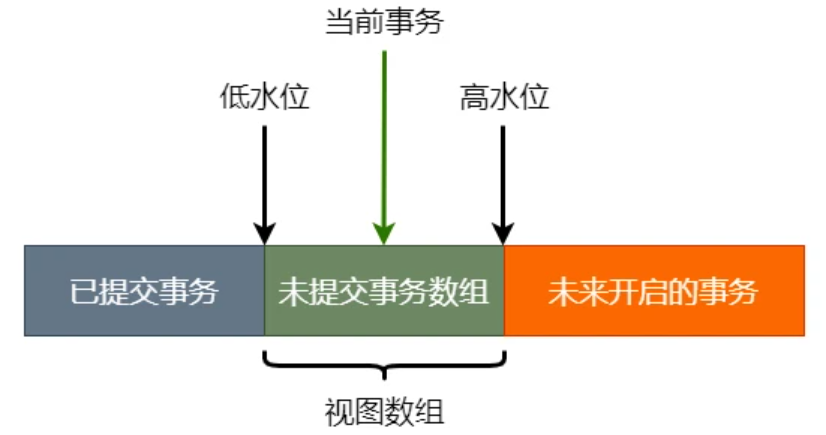 当前事务
低水位
高水位
已提交事务
未提交事务数组
未来开启的事务
视图数组